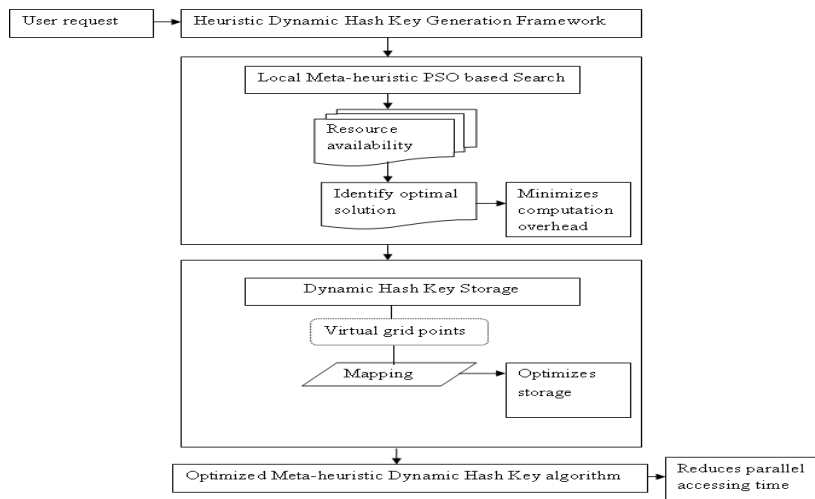 User request
Heuristic Dynamic Hash Key Generation Framework
Local Meta-heuristic PSO based Search
Resource
availability
Identify optimal
solution
Minimizes
computation
overhead
Dynamic Hash Key Storage
Virtual grid points
Mapping
Optimizes
storage
Optimized Meta-heuristic Dynamic Hash Key algorithm
Reduces parallel
accessing time